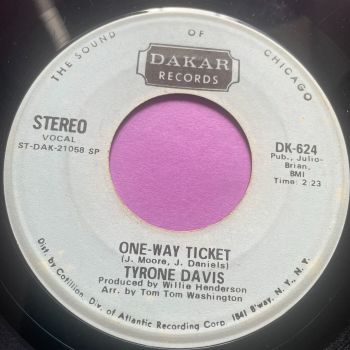 THE SOUND OF CHICAGO
DAKAR
RECORDS
STEREO
VOCAL
ST-DAK-21058 SP
DK-624
Pub., Julio-
Brian,
BMI
Time: 2:23
ONE-WAY TICKET
(J. Moore, J. Daniels)
TYRONE DAVIS
Produced by Willie Henderson
Arr. by Tom Tom Washington
Dist. by Cotillion, Div. of Atlantic Recording Corp. 1841 B'way, N.Y., N.Y.